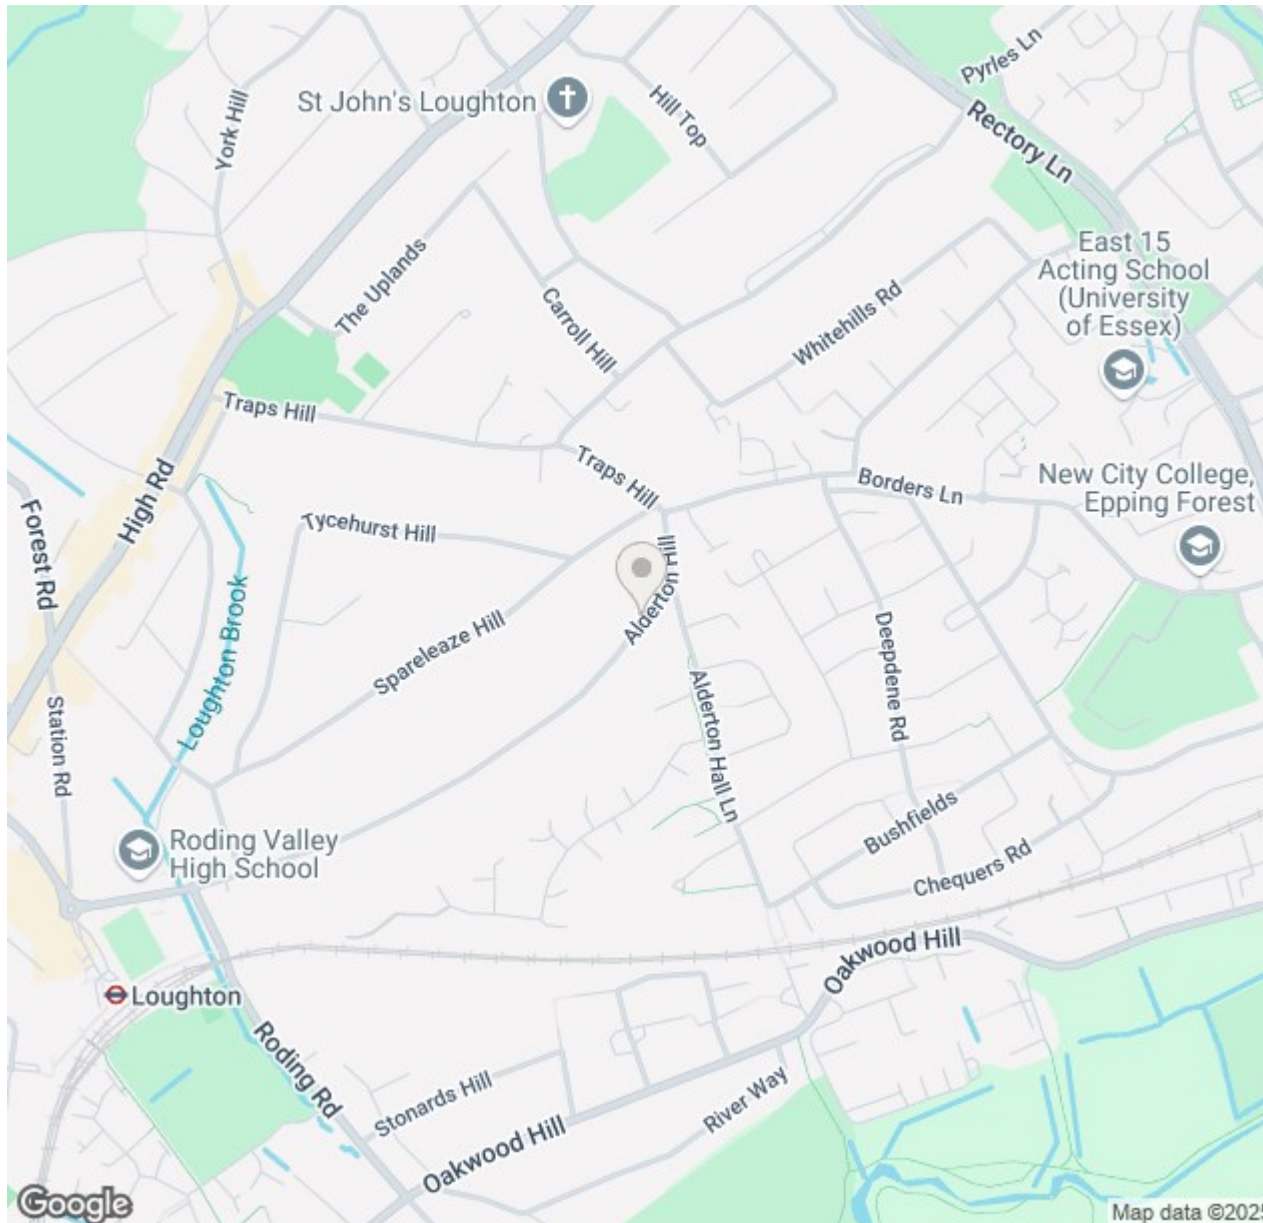 Pyrles Ln
St John's Loughton
Hill Top
York Hill
Rectory Ln
East 15
Acting School
(University
of Essex)
The Uplands
Carroll Hill
Whitehills Rd
Traps Hill
High Rd
Traps Hill
Borders Ln
New City College,
Epping Forest
Forest Rd
Tycehurst Hill
Alderton Hill
Loughton Brook
Spareleaze Hill
Deepdene Rd
Alderton Hall Ln
Station Rd
Roding Valley
High School
Bushfields
Chequers Rd
Oakwood Hill
Loughton
Roding Rd
Stonards Hill
River Way
Oakwood Hill
Google
Map data ©2025